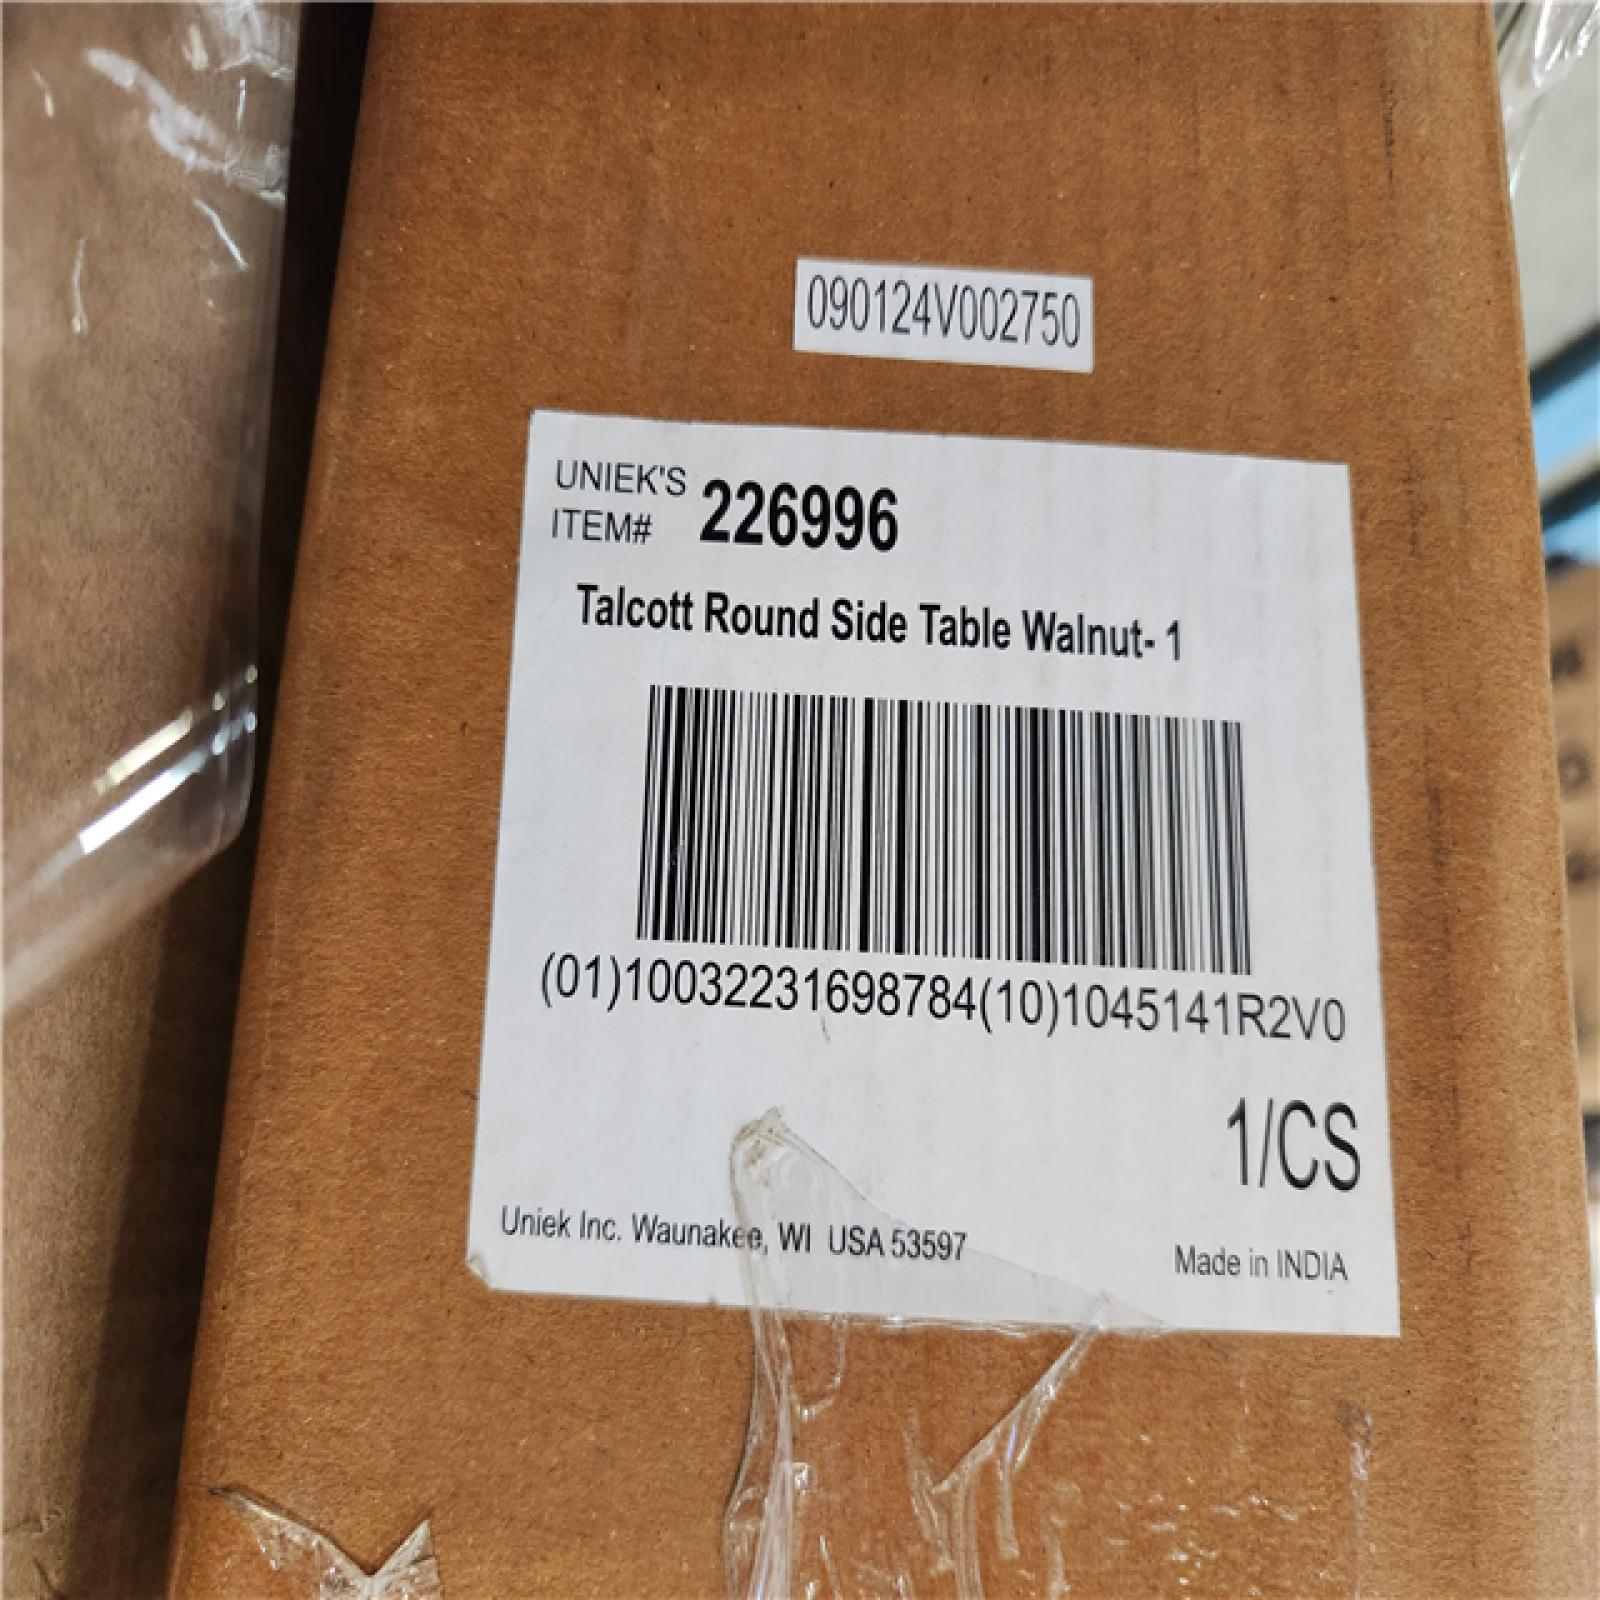 090124V002750
UNIEK'S
ITEM# 226996
Talcott Round Side Table Walnut- 1
(01)10032231698784(10)1045141R2V0
1/CS
Uniek Inc. Waunakee, WI USA 53597
Made in INDIA